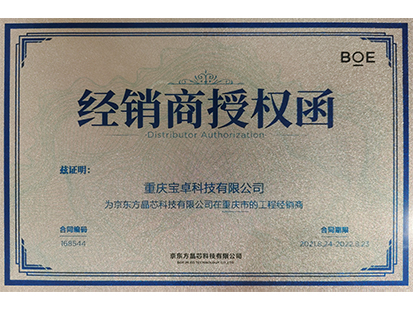 BOE
经销商授权函
Distributor Authorization
兹证明：
重庆宝卓科技有限公司
为京东方晶芯科技有限公司在重庆市的工程经销商
合同编码 合同期限
168544 2021.8.24-2022.8.23
京东方晶芯科技有限公司